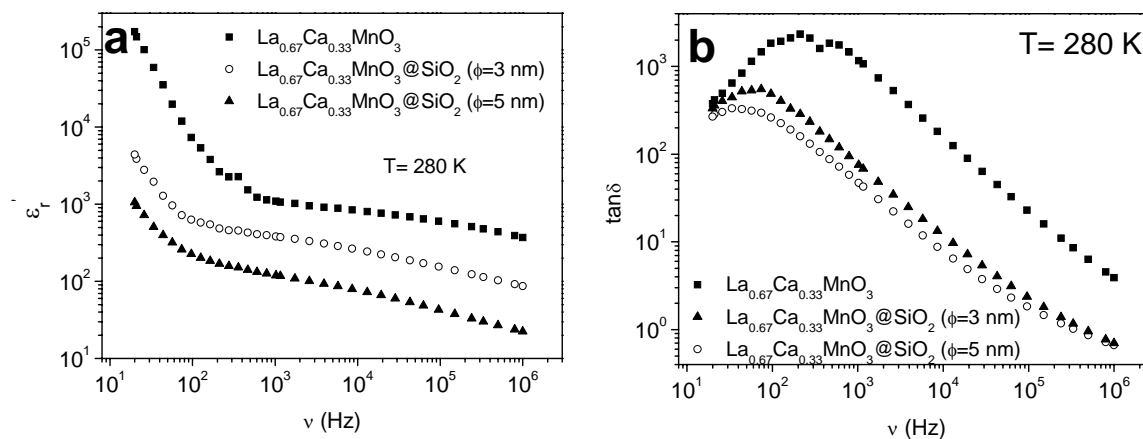 a
La0.67Ca0.33MnO3
La0.67Ca0.33MnO3@SiO2 (ϕ=3 nm)
La0.67Ca0.33MnO3@SiO2 (ϕ=5 nm)
T= 280 K
10^5
10^4
10^3
10^2
10^1
εr'
10^1 10^2 10^3 10^4 10^5 10^6
ν (Hz)
b
T= 280 K
10^3
10^2
10^1
10^0
tanδ
La0.67Ca0.33MnO3
La0.67Ca0.33MnO3@SiO2 (ϕ=3 nm)
La0.67Ca0.33MnO3@SiO2 (ϕ=5 nm)
10^1 10^2 10^3 10^4 10^5 10^6
ν (Hz)